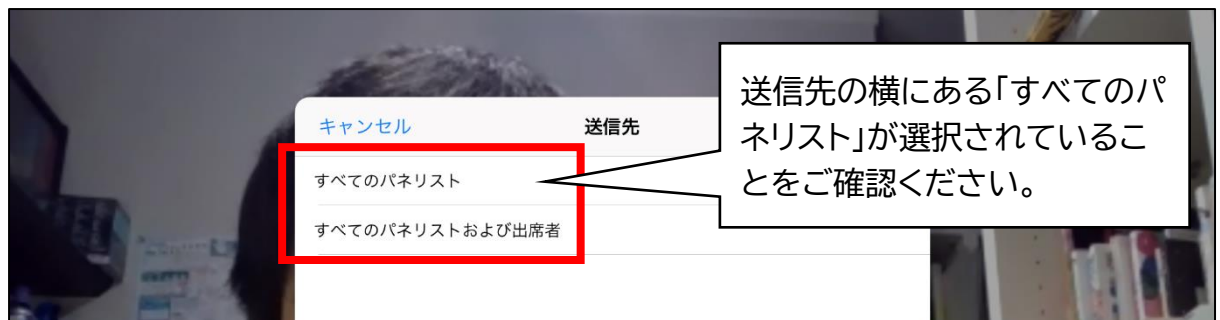 キャンセル
送信先
すべてのパネリスト
すべてのパネリストおよび出席者
送信先の横にある「すべてのパ
ネリスト」が選択されているこ
とをご確認ください。